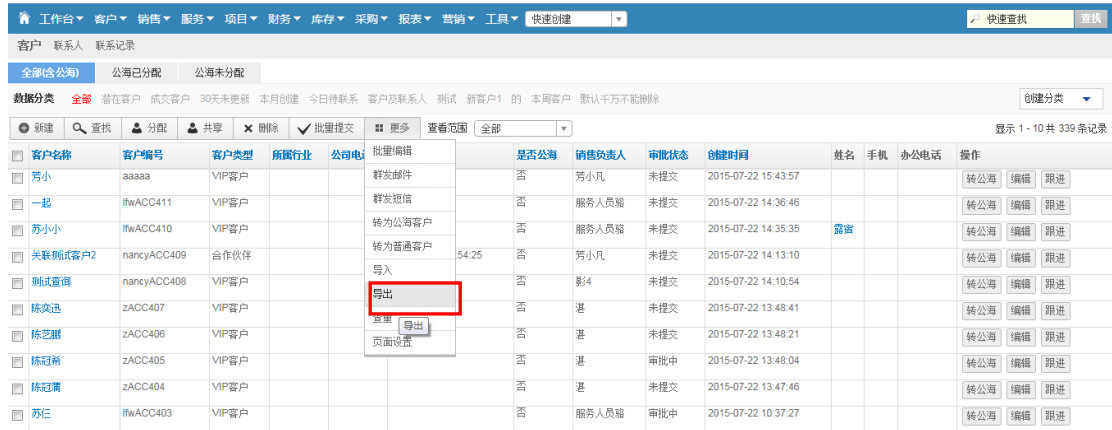 工作台 客户 销售 服务 项目 财务 库存 采购 报表 营销 工具 快速创建 快速查找 查找
客户 联系人 联系记录
全部(含公海) 公海已分配 公海未分配
数据分类 全部 潜在客户 成交客户 30天未更新 本月创建 今日待联系 客户及联系人 测试 新客户1 的 本周客户 默认千万不能删除 创建分类
新建 查找 分配 共享 删除 批量提交 更多 查看范围 全部 显示 1 - 10 共 339 条记录
客户名称 客户编号 客户类型 所属行业 公司电 是否公海 销售负责人 审批状态 创建时间 姓名 手机 办公电话 操作
批量编辑
芳小 aaaaa VIP客户 群发邮件 否 芳小凡 未提交 2015-07-22 15:43:57 转公海 编辑 跟进
一起 lfwACC411 VIP客户 群发短信 否 服务人员骆 未提交 2015-07-22 14:36:46 转公海 编辑 跟进
苏小小 lfwACC410 VIP客户 转为公海客户 否 服务人员骆 未提交 2015-07-22 14:35:35 露宿 转公海 编辑 跟进
转为普通客户
关联测试客户2 nancyACC409 合作伙伴 :54:25 否 芳小凡 未提交 2015-07-22 14:13:10 转公海 编辑 跟进
导入
测试查询 nancyACC408 VIP客户 否 影4 未提交 2015-07-22 14:10:54 转公海 编辑 跟进
导出
陈奕迅 zACC407 VIP客户 否 湛 未提交 2015-07-22 13:48:41 转公海 编辑 跟进
查重 导出
陈艺鹏 zACC406 VIP客户 页面设置 否 湛 未提交 2015-07-22 13:48:21 转公海 编辑 跟进
陈冠希 zACC405 VIP客户 否 湛 审批中 2015-07-22 13:48:04 转公海 编辑 跟进
陈冠蒲 zACC404 VIP客户 否 湛 未提交 2015-07-22 13:47:46 转公海 编辑 跟进
苏仨 lfwACC403 VIP客户 否 服务人员骆 审批中 2015-07-22 10:37:27 转公海 编辑 跟进